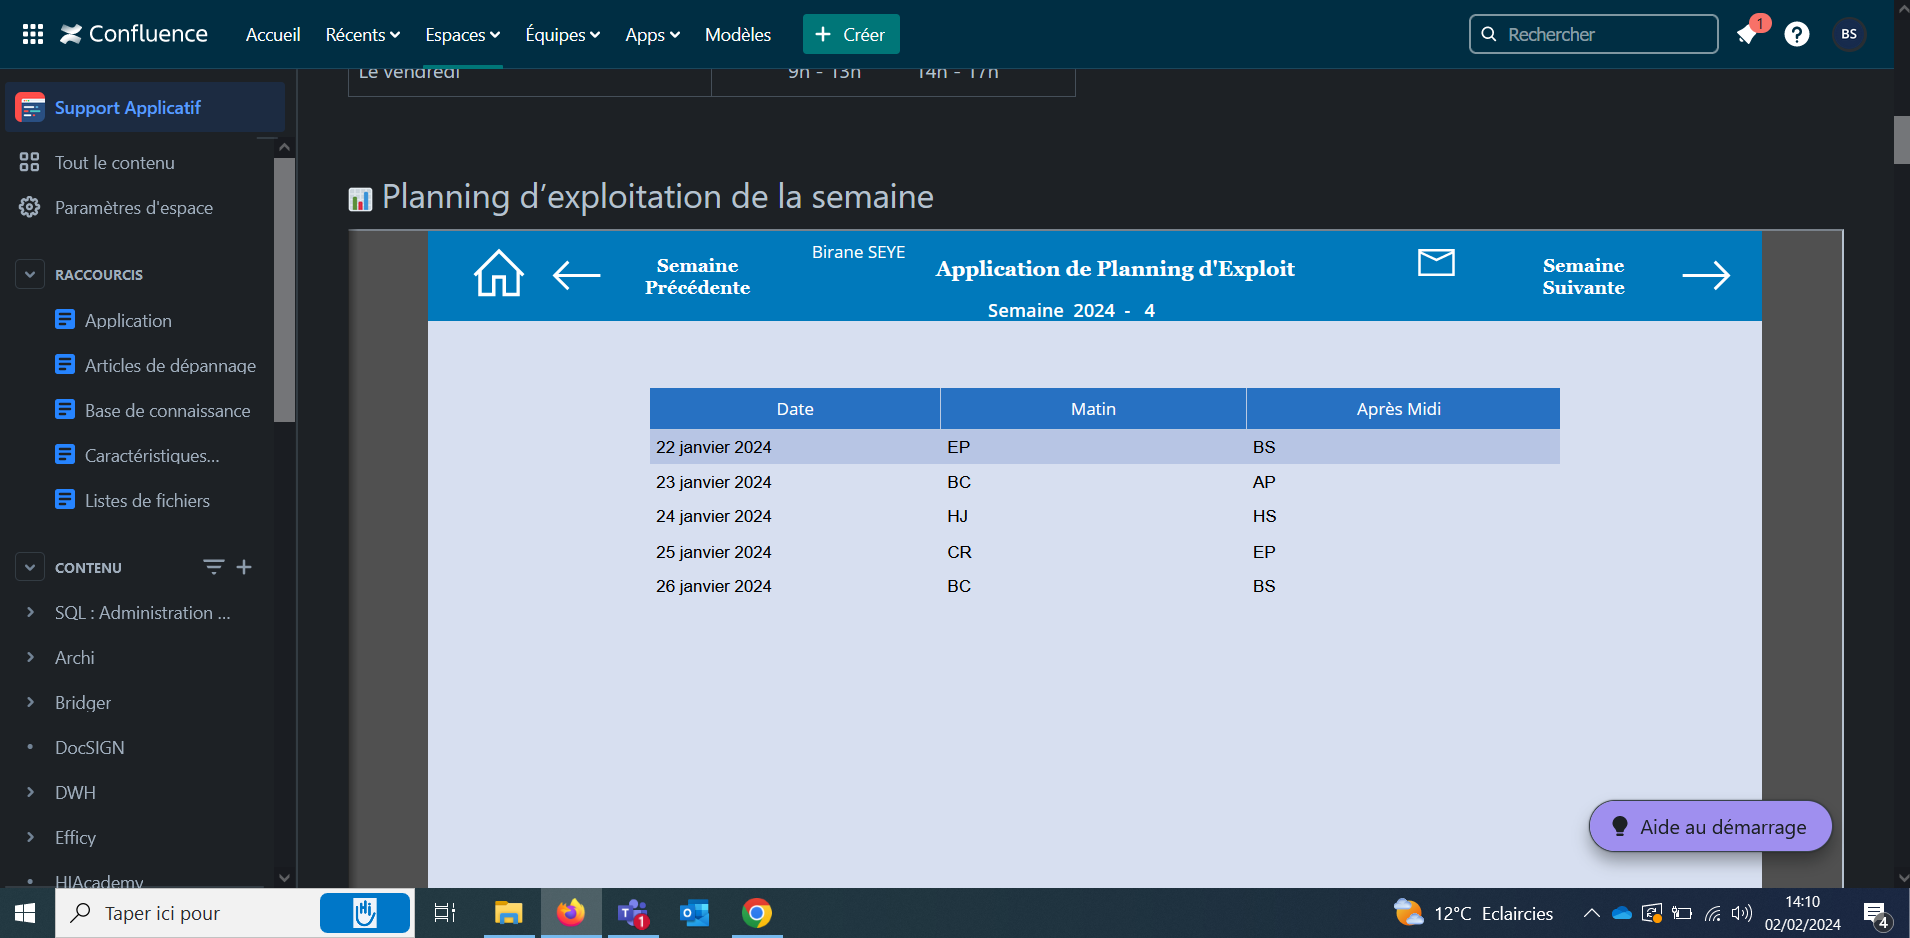 Confluence Accueil Récents Espaces Équipes Apps Modèles + Créer Rechercher 1 ? BS
Le vendredi 9h - 13h 14h - 17h
Support Applicatif
Tout le contenu
Paramètres d'espace
RACCOURCIS
Application
Articles de dépannage
Base de connaissance
Caractéristiques...
Listes de fichiers
CONTENU
SQL : Administration ...
Archi
Bridger
DocSIGN
DWH
Efficy
HIAcademy
Planning d’exploitation de la semaine
Semaine
Précédente
Birane SEYE
Application de Planning d'Exploit
Semaine 2024 - 4
Semaine
Suivante
Date Matin Après Midi
22 janvier 2024 EP BS
23 janvier 2024 BC AP
24 janvier 2024 HJ HS
25 janvier 2024 CR EP
26 janvier 2024 BC BS
Aide au démarrage
Taper ici pour
1
12°C Eclaircies
14:10
02/02/2024
4